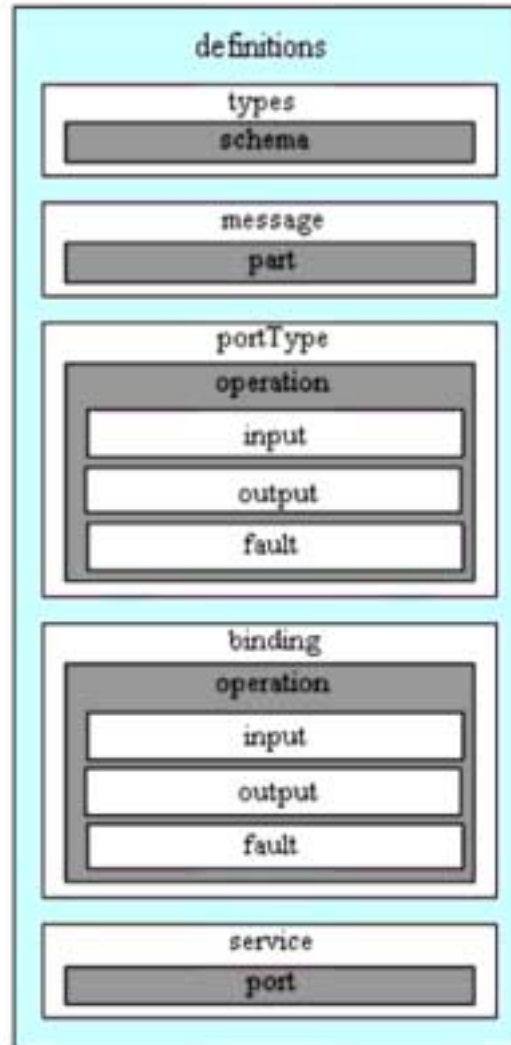 definitions
types
schema
message
part
portType
operation
input
output
fault
binding
operation
input
output
fault
service
port